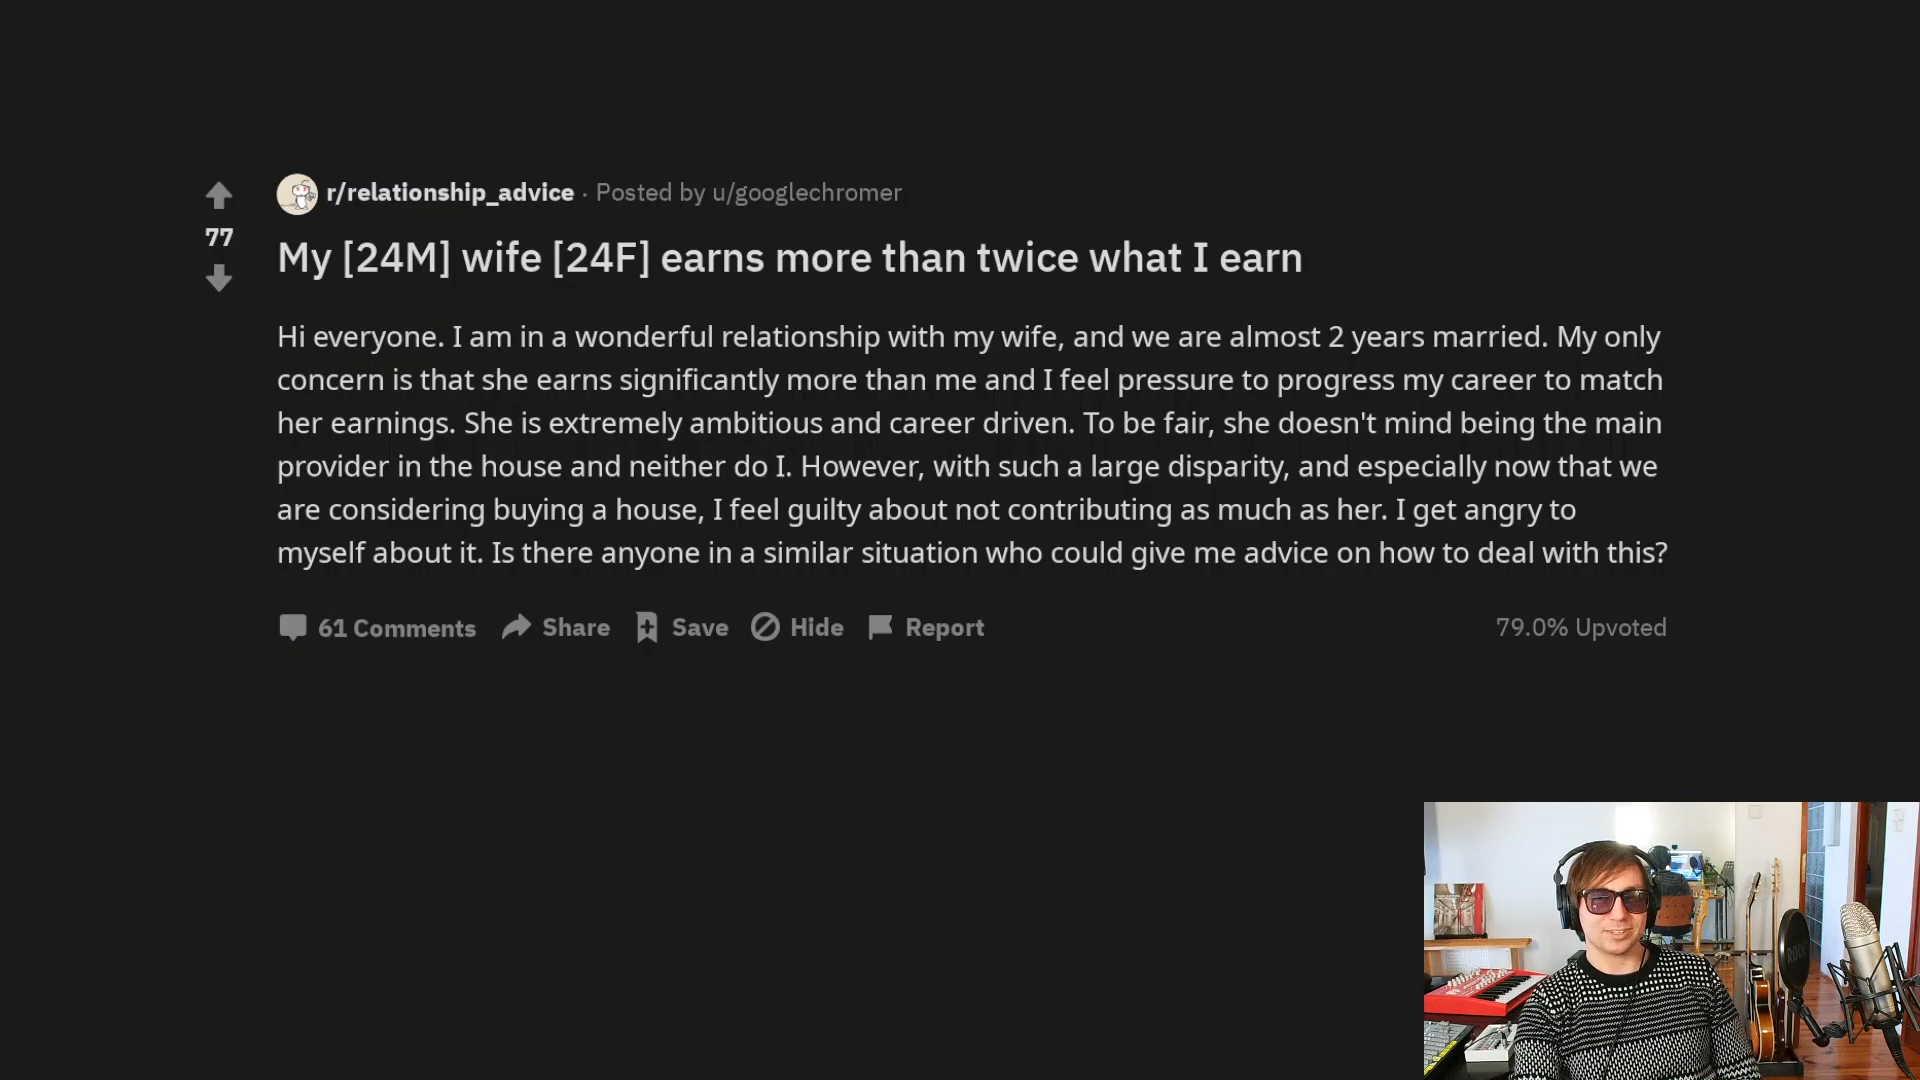 r/relationship_advice · Posted by u/googlechromer
77
My [24M] wife [24F] earns more than twice what I earn
Hi everyone. I am in a wonderful relationship with my wife, and we are almost 2 years married. My only
concern is that she earns significantly more than me and I feel pressure to progress my career to match
her earnings. She is extremely ambitious and career driven. To be fair, she doesn't mind being the main
provider in the house and neither do I. However, with such a large disparity, and especially now that we
are considering buying a house, I feel guilty about not contributing as much as her. I get angry to
myself about it. Is there anyone in a similar situation who could give me advice on how to deal with this?
61 Comments Share Save Hide Report 79.0% Upvoted
RODE